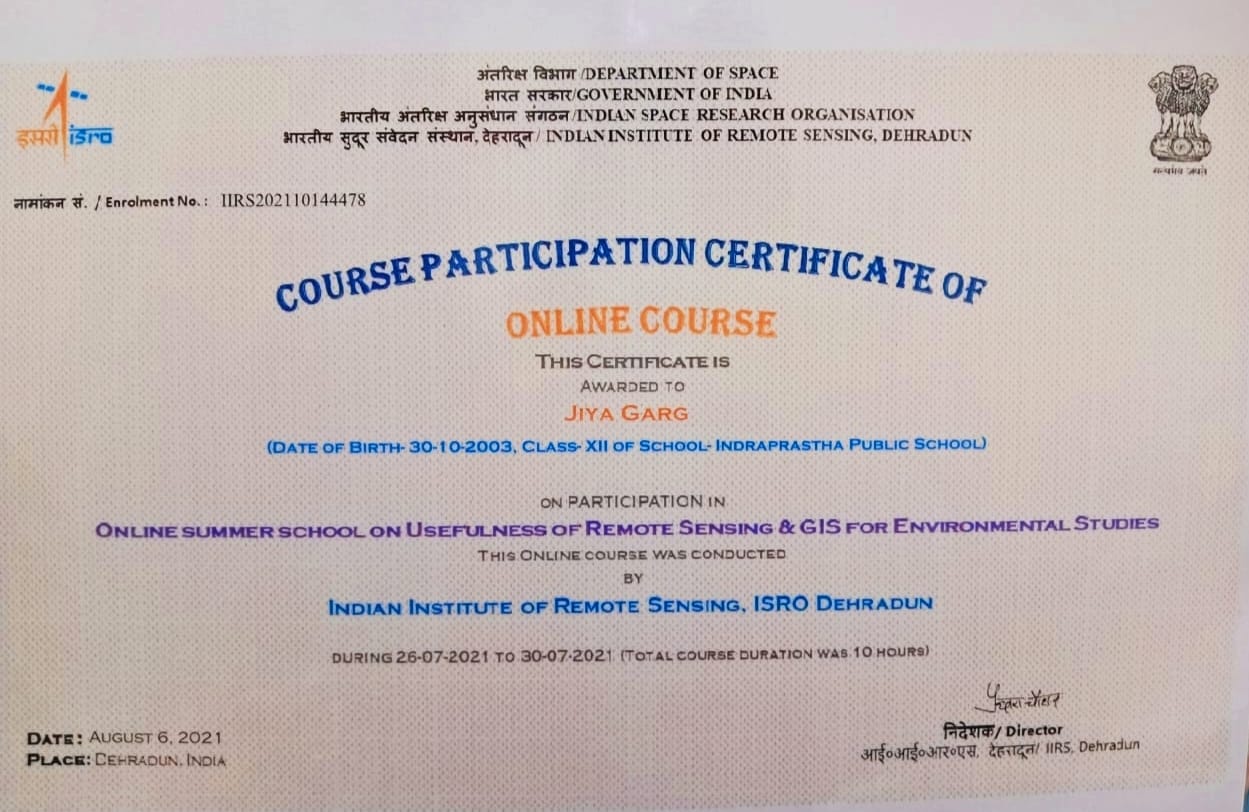 अंतरिक्ष विभाग /DEPARTMENT OF SPACE
भारत सरकार/GOVERNMENT OF INDIA
भारतीय अंतरिक्ष अनुसंधान संगठन/INDIAN SPACE RESEARCH ORGANISATION
भारतीय सुदूर संवेदन संस्थान, देहरादून/ INDIAN INSTITUTE OF REMOTE SENSING, DEHRADUN
इसरो isro
सत्यमेव जयते
नामांकन सं. / Enrolment No. : IIRS202110144478
COURSE PARTICIPATION CERTIFICATE OF
ONLINE COURSE
THIS CERTIFICATE IS
AWARDED TO
JIYA GARG
(DATE OF BIRTH- 30-10-2003, CLASS- XII OF SCHOOL- INDRAPRASTHA PUBLIC SCHOOL)
ON PARTICIPATION IN
ONLINE SUMMER SCHOOL ON USEFULNESS OF REMOTE SENSING & GIS FOR ENVIRONMENTAL STUDIES
THIS ONLINE COURSE WAS CONDUCTED
BY
INDIAN INSTITUTE OF REMOTE SENSING, ISRO DEHRADUN
DURING 26-07-2021 TO 30-07-2021 (TOTAL COURSE DURATION WAS 10 HOURS)
निदेशक/ Director
आई०आई०आर०एस, देहरादून/ IIRS, Dehradun
DATE: AUGUST 6, 2021
PLACE: DEHRADUN, INDIA